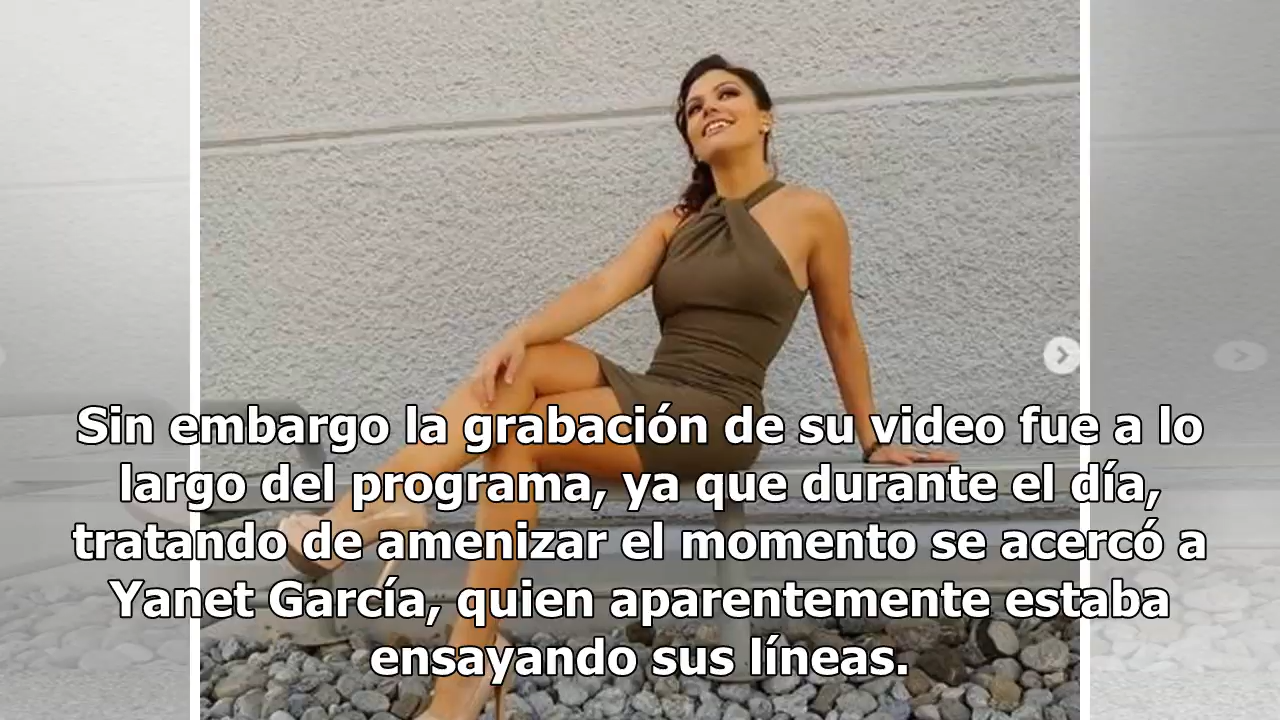 Sin embargo la grabación de su video fue a lo
largo del programa, ya que durante el día,
tratando de amenizar el momento se acercó a
Yanet García, quien aparentemente estaba
ensayando sus líneas.